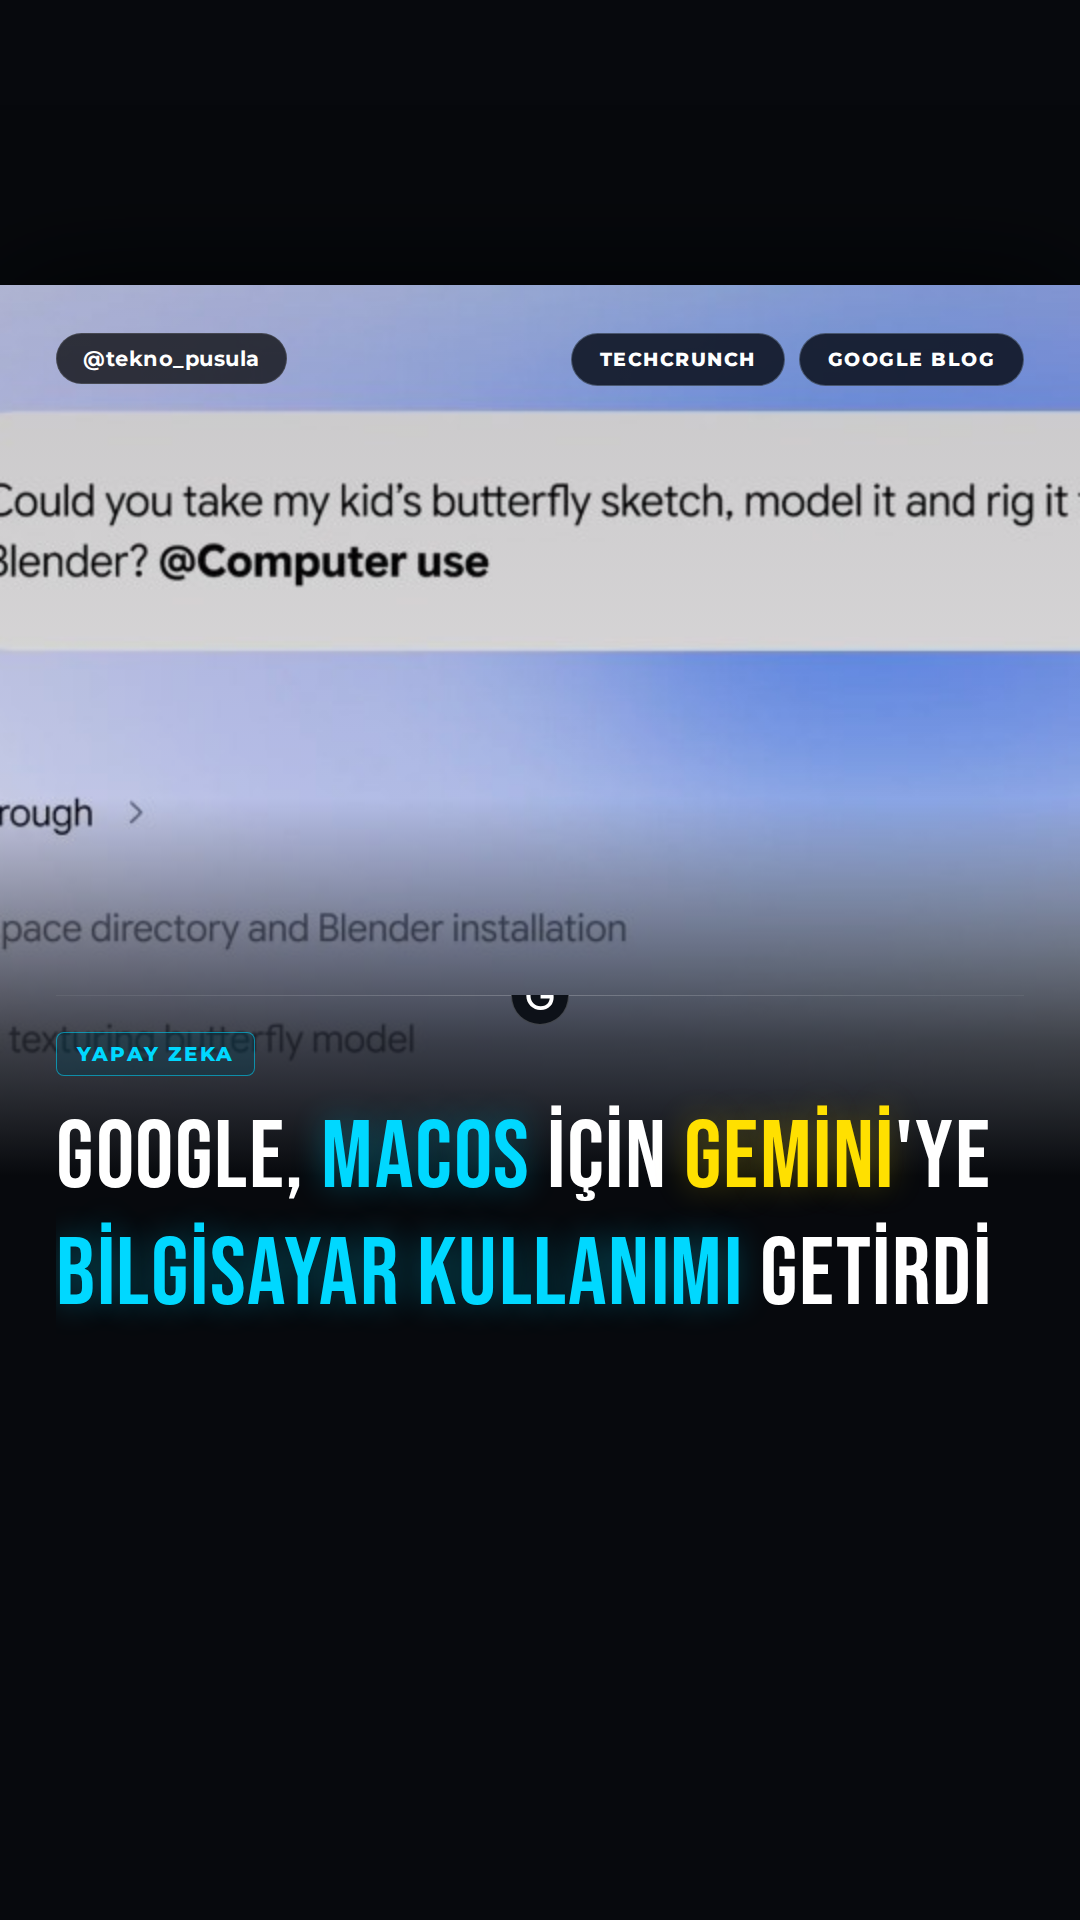 @tekno_pusula
TECHCRUNCH
GOOGLE BLOG
Could you take my kid's butterfly sketch, model it and rig it
Blender? @Computer use
rough
pace directory and Blender installation
texturing butterfly model
YAPAY ZEKA
GOOGLE, MACOS İÇİN GEMİNİ'YE
BİLGİSAYAR KULLANIMI GETİRDİ